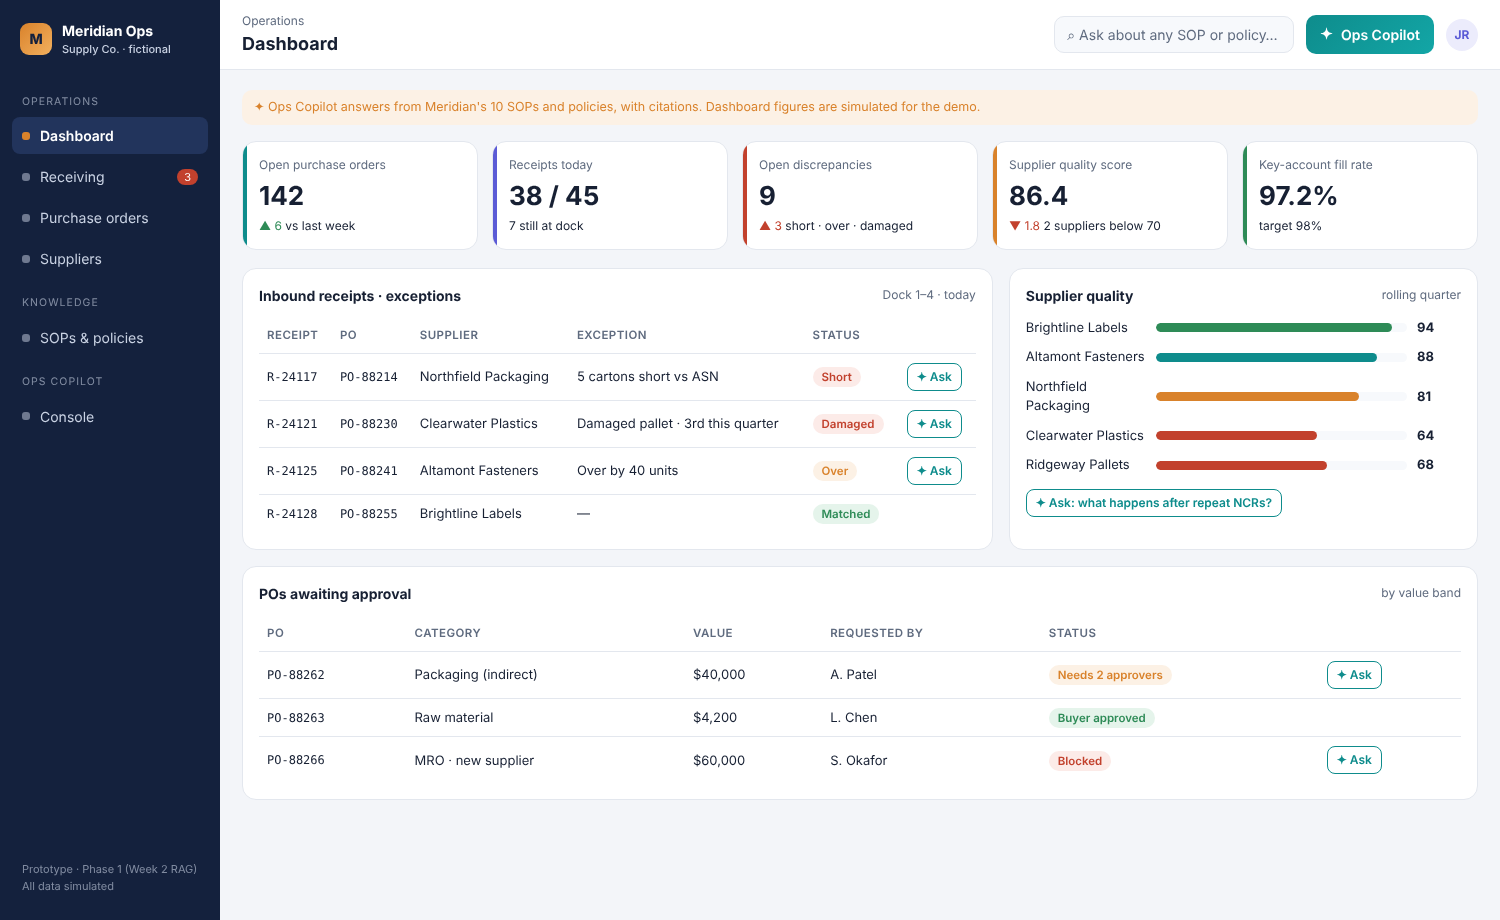 M
Meridian Ops
Supply Co. · fictional
OPERATIONS
Dashboard
Receiving 3
Purchase orders
Suppliers
KNOWLEDGE
SOPs & policies
OPS COPILOT
Console
Prototype · Phase 1 (Week 2 RAG)
All data simulated
Operations
Dashboard
⌕ Ask about any SOP or policy...
✦ Ops Copilot
JR
✦ Ops Copilot answers from Meridian's 10 SOPs and policies, with citations. Dashboard figures are simulated for the demo.
Open purchase orders
142
▲ 6 vs last week
Receipts today
38 / 45
7 still at dock
Open discrepancies
9
▲ 3 short · over · damaged
Supplier quality score
86.4
▼ 1.8 2 suppliers below 70
Key-account fill rate
97.2%
target 98%
Inbound receipts · exceptions Dock 1–4 · today
RECEIPT PO SUPPLIER EXCEPTION STATUS
R-24117 PO-88214 Northfield Packaging 5 cartons short vs ASN Short ✦ Ask
R-24121 PO-88230 Clearwater Plastics Damaged pallet · 3rd this quarter Damaged ✦ Ask
R-24125 PO-88241 Altamont Fasteners Over by 40 units Over ✦ Ask
R-24128 PO-88255 Brightline Labels — Matched
Supplier quality rolling quarter
Brightline Labels 94
Altamont Fasteners 88
Northfield
Packaging 81
Clearwater Plastics 64
Ridgeway Pallets 68
✦ Ask: what happens after repeat NCRs?
POs awaiting approval by value band
PO CATEGORY VALUE REQUESTED BY STATUS
PO-88262 Packaging (indirect) $40,000 A. Patel Needs 2 approvers ✦ Ask
PO-88263 Raw material $4,200 L. Chen Buyer approved
PO-88266 MRO · new supplier $60,000 S. Okafor Blocked ✦ Ask